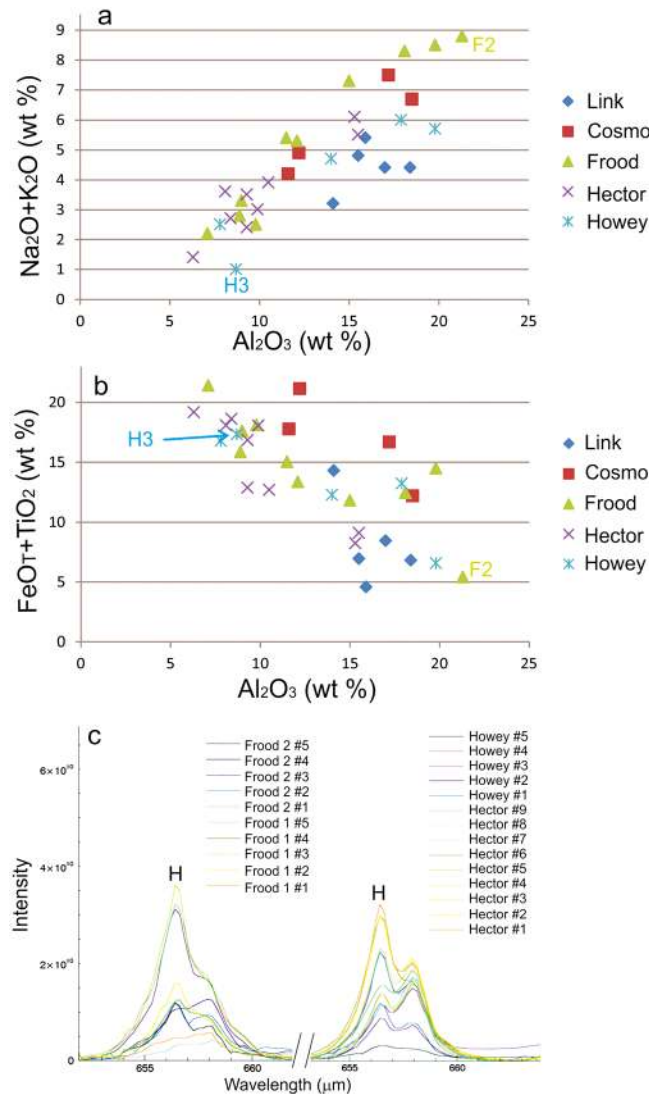 a
9
8
7
6
5
4
3
2
1
0
Na₂O+K₂O (wt %)
F2
H3
0 5 10 15 20 25
Al₂O₃ (wt %)
Link
Cosmo
Frood
Hector
Howey
b
20
15
10
5
0
FeOT+TiO₂ (wt %)
H3
F2
0 5 10 15 20 25
Al₂O₃ (wt %)
Link
Cosmo
Frood
Hector
Howey
c
6×10¹⁰
4×10¹⁰
2×10¹⁰
0
Intensity
Frood 2 #5
Frood 2 #4
Frood 2 #3
Frood 2 #2
Frood 2 #1
Frood 1 #5
Frood 1 #4
Frood 1 #3
Frood 1 #2
Frood 1 #1
H
Howey #5
Howey #4
Howey #3
Howey #2
Howey #1
Hector #9
Hector #8
Hector #7
Hector #6
Hector #5
Hector #4
Hector #3
Hector #2
Hector #1
H
655 660 655 660
Wavelength (μm)